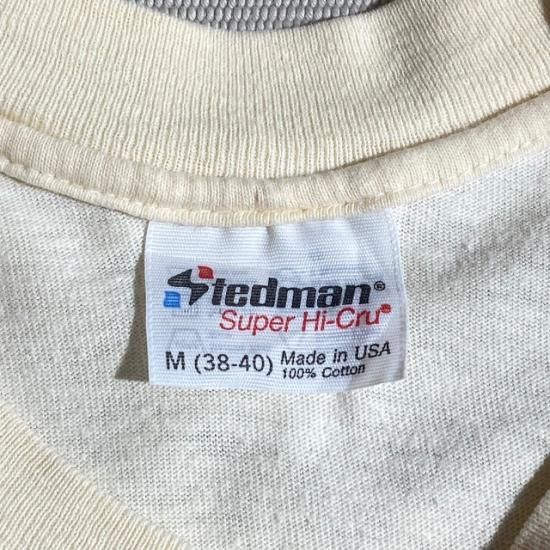 Stedman®
Super Hi-Cru®
M (38-40) Made in USA
100% Cotton